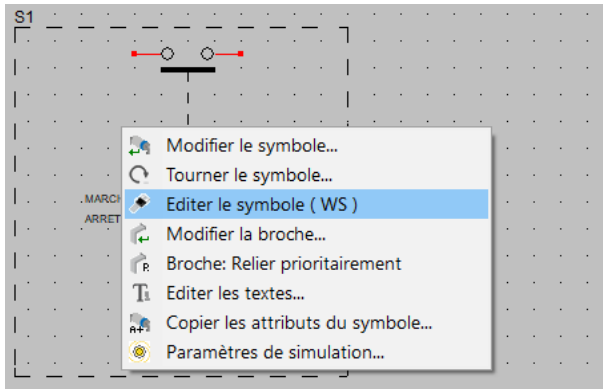 S1
Modifier le symbole...
Tourner le symbole...
MARCH
Editer le symbole ( WS )
ARRET
Modifier la broche...
R
Broche: Relier prioritairement
Editer les textes...
A+
Copier les attributs du symbole...
Paramètres de simulation...